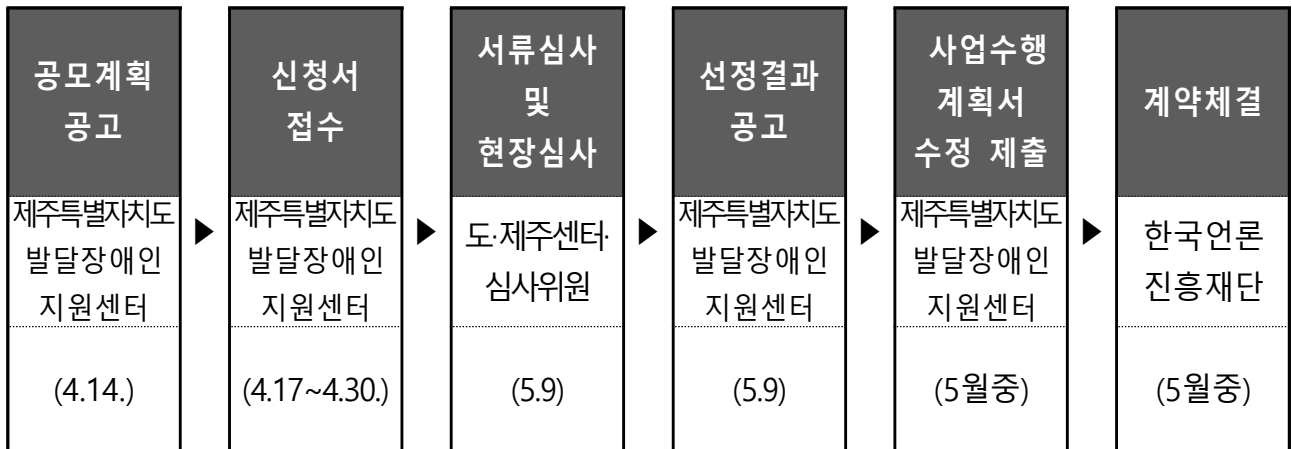 공모계획
공고
제주특별자치도
발달장애인
지원센터
(4.14.)
▶
신청서
접수
제주특별자치도
발달장애인
지원센터
(4.17~4.30.)
▶
서류심사
및
현장심사
도·제주센터·
심사위원
(5.9)
▶
선정결과
공고
제주특별자치도
발달장애인
지원센터
(5.9)
▶
사업수행
계획서
수정 제출
제주특별자치도
발달장애인
지원센터
(5월중)
▶
계약체결
한국언론
진흥재단
(5월중)